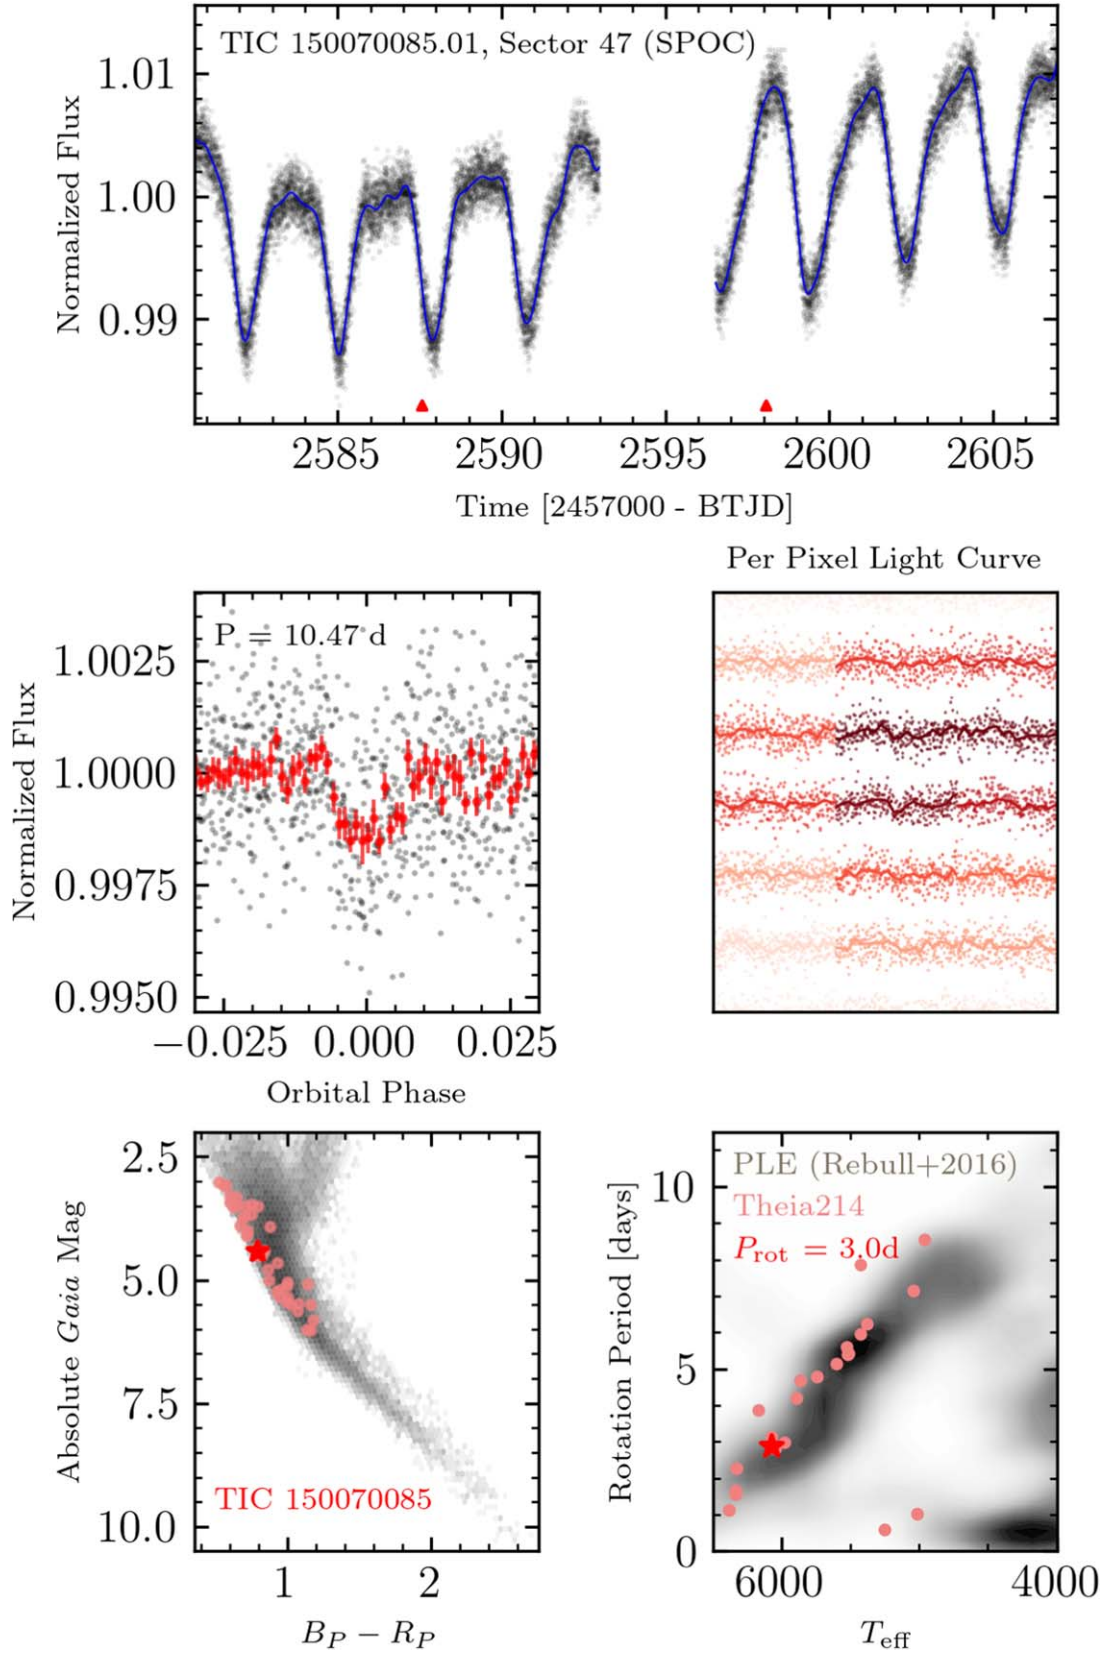 TIC 150070085.01, Sector 47 (SPOC)
Normalized Flux
1.01
1.00
0.99
2585 2590 2595 2600 2605
Time [2457000 - BTJD]
P = 10.47 d
Normalized Flux
1.0025
1.0000
0.9975
0.9950
−0.025 0.000 0.025
Orbital Phase
Per Pixel Light Curve
Absolute Gaia Mag
2.5
5.0
7.5
10.0
TIC 150070085
1 2
B_P − R_P
PLE (Rebull+2016)
Theia214
P_rot = 3.0d
Rotation Period [days]
10
5
0
6000 4000
T_eff